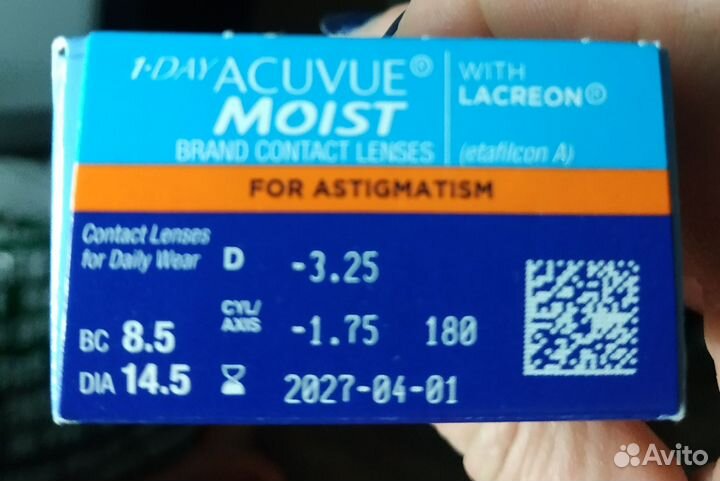 1·DAY ACUVUE® MOIST
BRAND CONTACT LENSES
WITH
LACREON®
(etafilcon A)
FOR ASTIGMATISM
Contact Lenses
for Daily Wear
D -3.25
CYL/
AXIS -1.75 180
BC 8.5
DIA 14.5
2027-04-01
Avito